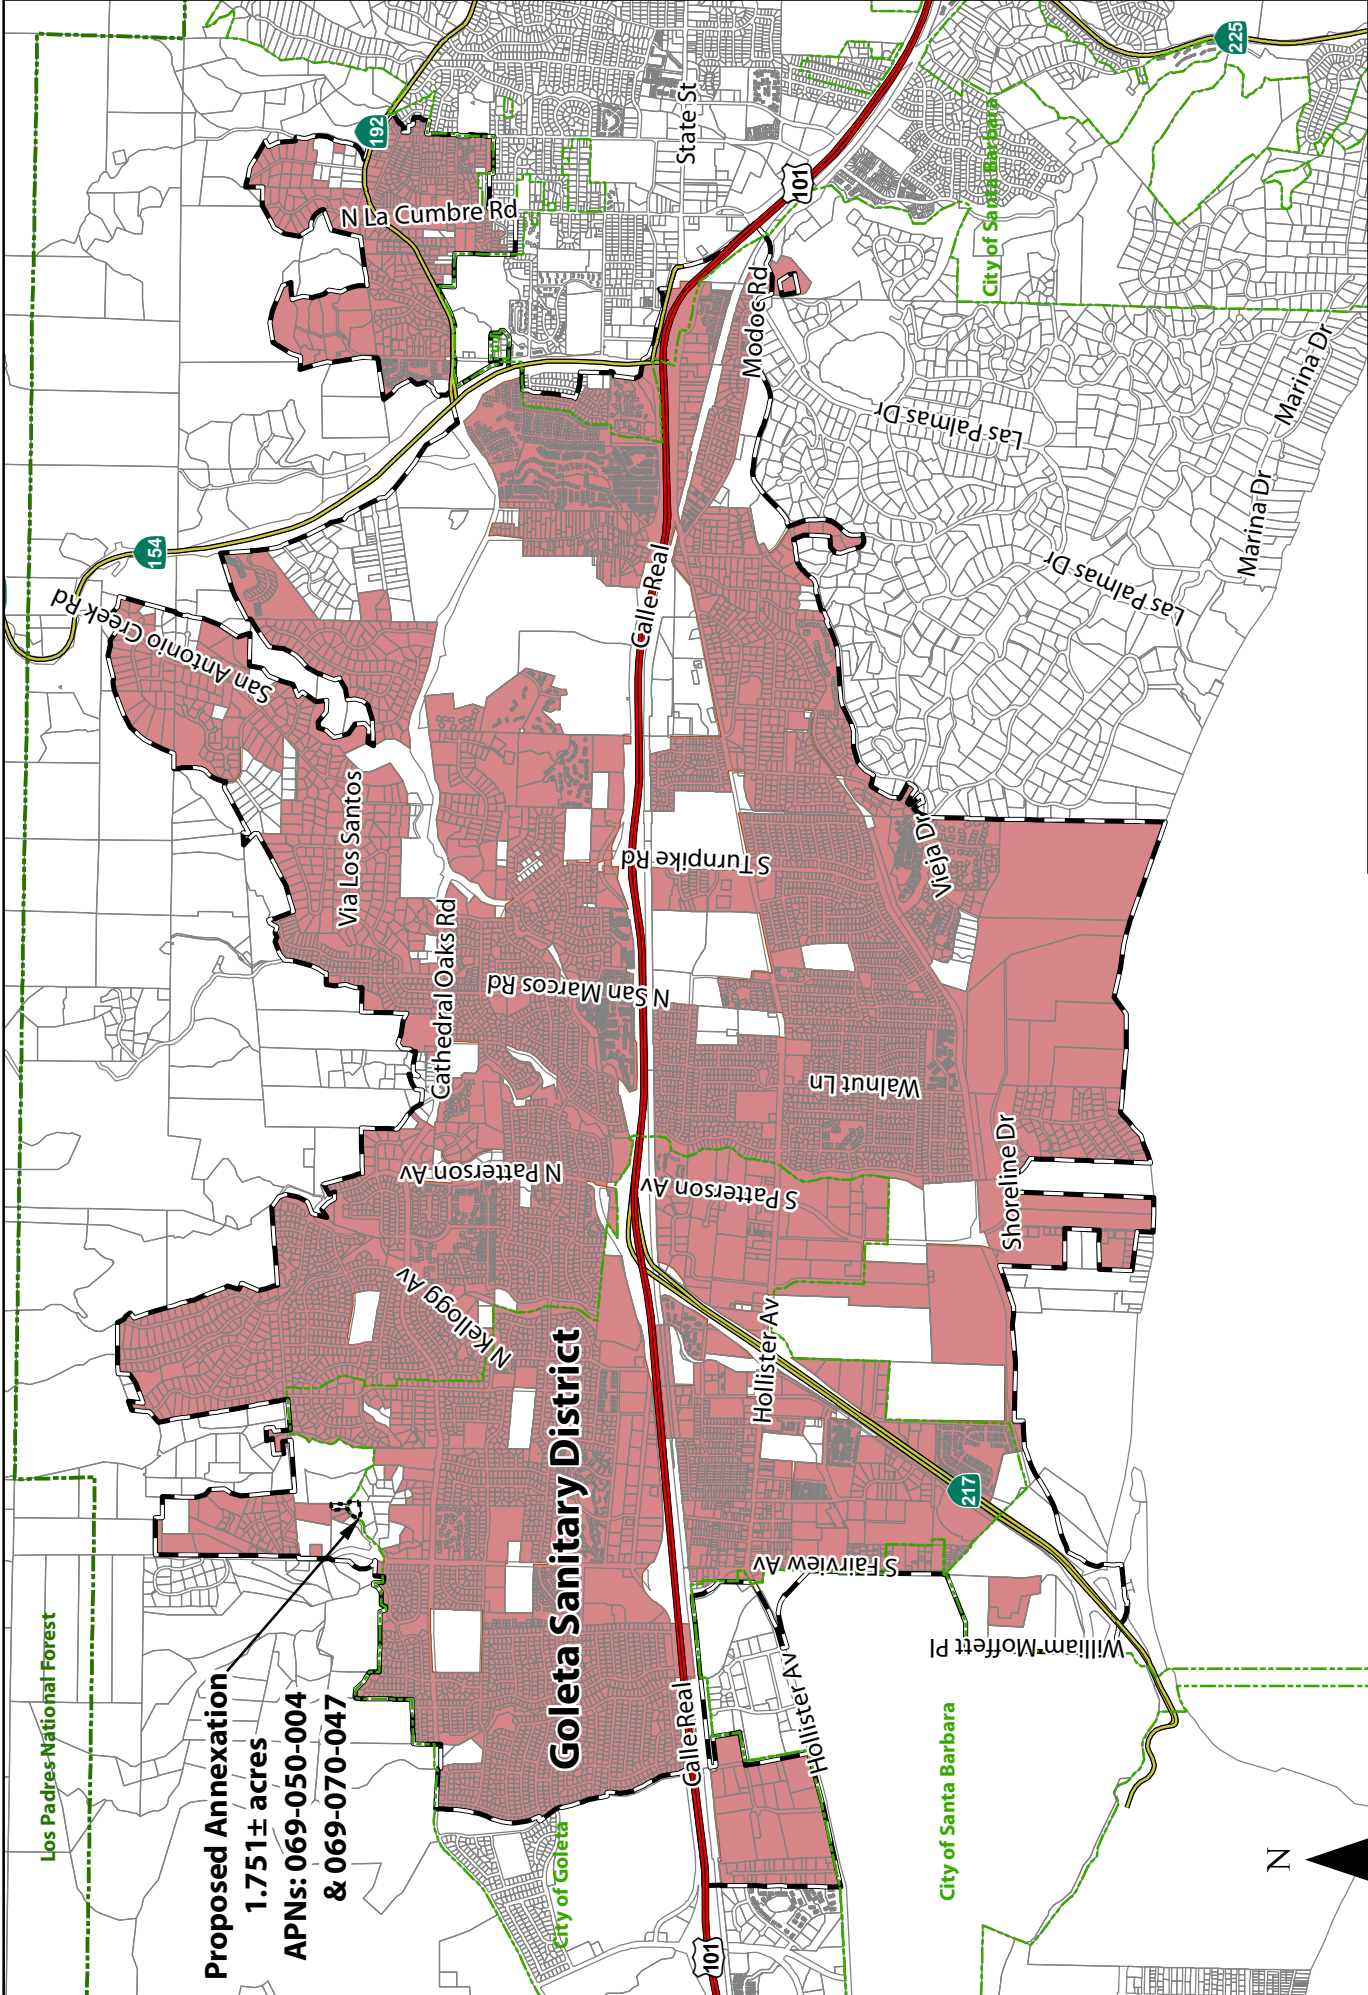 Los Padres National Forest
Proposed Annexation
1.751± acres
APNs: 069-050-004
& 069-070-047
Goleta Sanitary District
City of Goleta
City of Santa Barbara
City of Santa Barbara
San Antonio Creek Rd
Via Los Santos
Cathedral Oaks Rd
N La Cumbre Rd
State St
N San Marcos Rd
N Patterson Av
N Kellogg Av
Calle Real
Calle Real
S Turnpike Rd
S Patterson Av
Hollister Av
Hollister Av
S Fairview Av
William Moffett Pl
Walnut Ln
Shoreline Dr
Vieja Dr
Modoc Rd
Las Palmas Dr
Las Palmas Dr
Marina Dr
Marina Dr
154
192
225
101
101
217
N